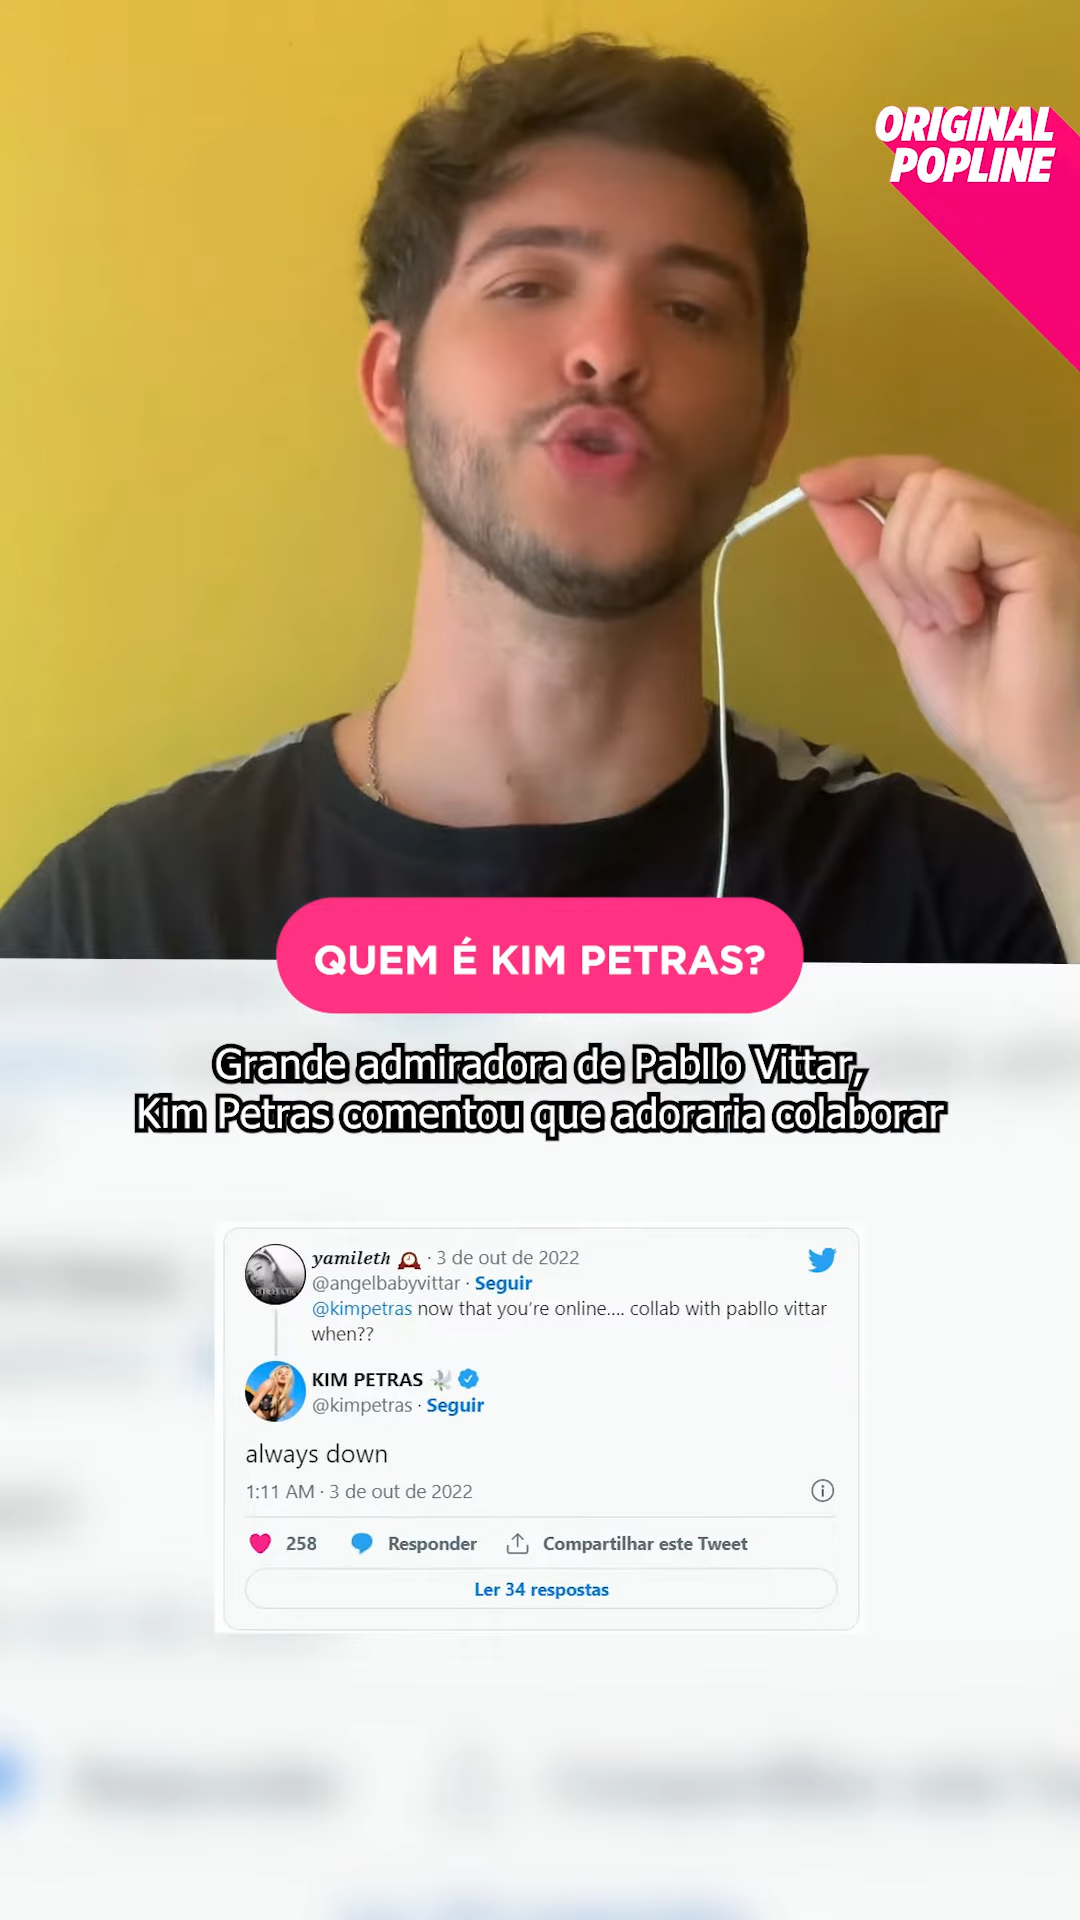 ORIGINAL
POPLINE
QUEM É KIM PETRAS?
Grande admiradora de Pabllo Vittar,
Kim Petras comentou que adoraria colaborar
yamileth 🕰 · 3 de out de 2022
@angelbabyvittar · Seguir
@kimpetras now that you're online.... collab with pabllo vittar
when??
KIM PETRAS 🕊
@kimpetras · Seguir
always down
1:11 AM · 3 de out de 2022
258 Responder Compartilhar este Tweet
Ler 34 respostas